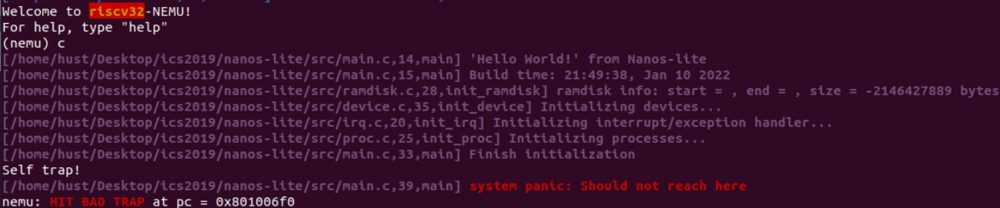 Welcome to riscv32-NEMU!
For help, type "help"
(nemu) c
[/home/hust/Desktop/ics2019/nanos-lite/src/main.c,14,main] 'Hello World!' from Nanos-lite
[/home/hust/Desktop/ics2019/nanos-lite/src/main.c,15,main] Build time: 21:49:38, Jan 10 2022
[/home/hust/Desktop/ics2019/nanos-lite/src/ramdisk.c,28,init_ramdisk] ramdisk info: start = , end = , size = -2146427889 bytes
[/home/hust/Desktop/ics2019/nanos-lite/src/device.c,35,init_device] Initializing devices...
[/home/hust/Desktop/ics2019/nanos-lite/src/irq.c,20,init_irq] Initializing interrupt/exception handler...
[/home/hust/Desktop/ics2019/nanos-lite/src/proc.c,25,init_proc] Initializing processes...
[/home/hust/Desktop/ics2019/nanos-lite/src/main.c,33,main] Finish initialization
Self trap!
[/home/hust/Desktop/ics2019/nanos-lite/src/main.c,39,main] system panic: Should not reach here
nemu: HIT BAD TRAP at pc = 0x801006f0